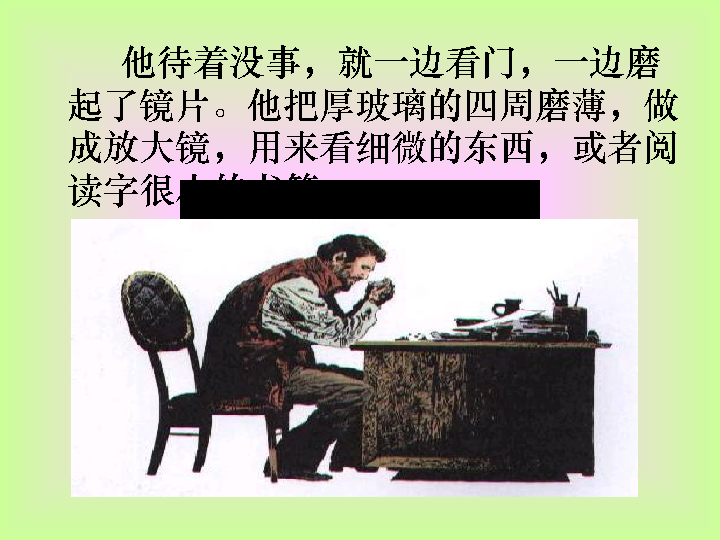 他待着没事，就一边看门，一边磨
起了镜片。他把厚玻璃的四周磨薄，做
成放大镜，用来看细微的东西，或者阅
读字很